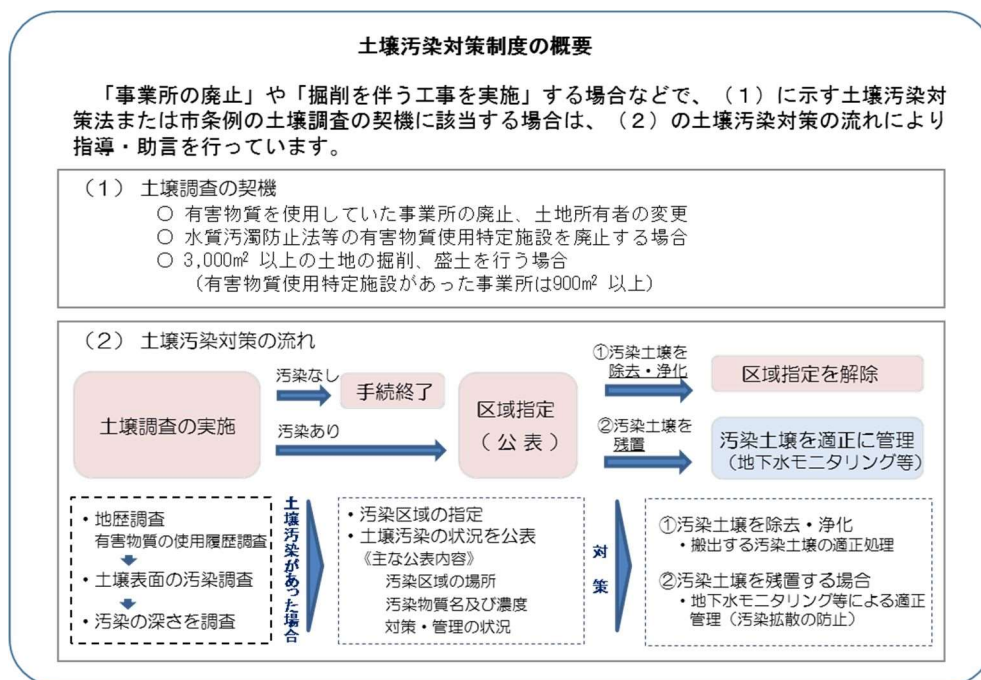 土壌汚染対策制度の概要
「事業所の廃止」や「掘削を伴う工事を実施」する場合などで、（１）に示す土壌汚染対
策法または市条例の土壌調査の契機に該当する場合は、（２）の土壌汚染対策の流れにより
指導・助言を行っています。
（１） 土壌調査の契機
○ 有害物質を使用していた事業所の廃止、土地所有者の変更
○ 水質汚濁防止法等の有害物質使用特定施設を廃止する場合
○ 3,000m² 以上の土地の掘削、盛土を行う場合
（有害物質使用特定施設があった事業所は900m² 以上）
（２） 土壌汚染対策の流れ
土壌調査の実施
汚染なし
手続終了
汚染あり
区域指定
（ 公 表 ）
①汚染土壌を
除去・浄化
区域指定を解除
②汚染土壌を
残置
汚染土壌を適正に管理
（地下水モニタリング等）
・地歴調査
有害物質の使用履歴調査
・土壌表面の汚染調査
・汚染の深さを調査
土壌汚染があった場合
・汚染区域の指定
・土壌汚染の状況を公表
《主な公表内容》
汚染区域の場所
汚染物質名及び濃度
対策・管理の状況
対策
①汚染土壌を除去・浄化
・搬出する汚染土壌の適正処理
②汚染土壌を残置する場合
・地下水モニタリング等による適正
管理（汚染拡散の防止）